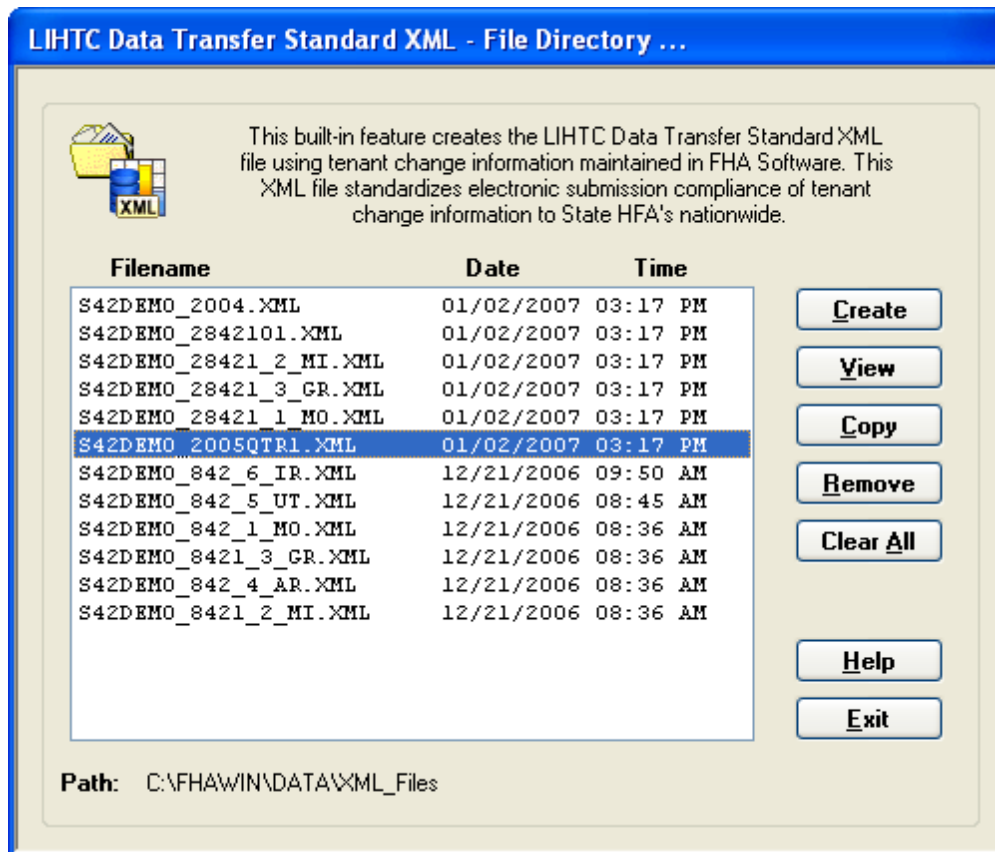 LIHTC Data Transfer Standard XML - File Directory ...
This built-in feature creates the LIHTC Data Transfer Standard XML
file using tenant change information maintained in FHA Software. This
XML file standardizes electronic submission compliance of tenant
change information to State HFA's nationwide.
XML
Filename Date Time
S42DEMO_2004.XML 01/02/2007 03:17 PM
S42DEMO_2842101.XML 01/02/2007 03:17 PM
S42DEMO_28421_2_MI.XML 01/02/2007 03:17 PM
S42DEMO_28421_3_GR.XML 01/02/2007 03:17 PM
S42DEMO_28421_1_MO.XML 01/02/2007 03:17 PM
S42DEMO_2005QTR1.XML 01/02/2007 03:17 PM
S42DEMO_842_6_IR.XML 12/21/2006 09:50 AM
S42DEMO_842_5_UT.XML 12/21/2006 08:45 AM
S42DEMO_842_1_MO.XML 12/21/2006 08:36 AM
S42DEMO_8421_3_GR.XML 12/21/2006 08:36 AM
S42DEMO_842_4_AR.XML 12/21/2006 08:36 AM
S42DEMO_8421_2_MI.XML 12/21/2006 08:36 AM
Create
View
Copy
Remove
Clear All
Help
Exit
Path: C:\FHAWIN\DATA\XML_Files